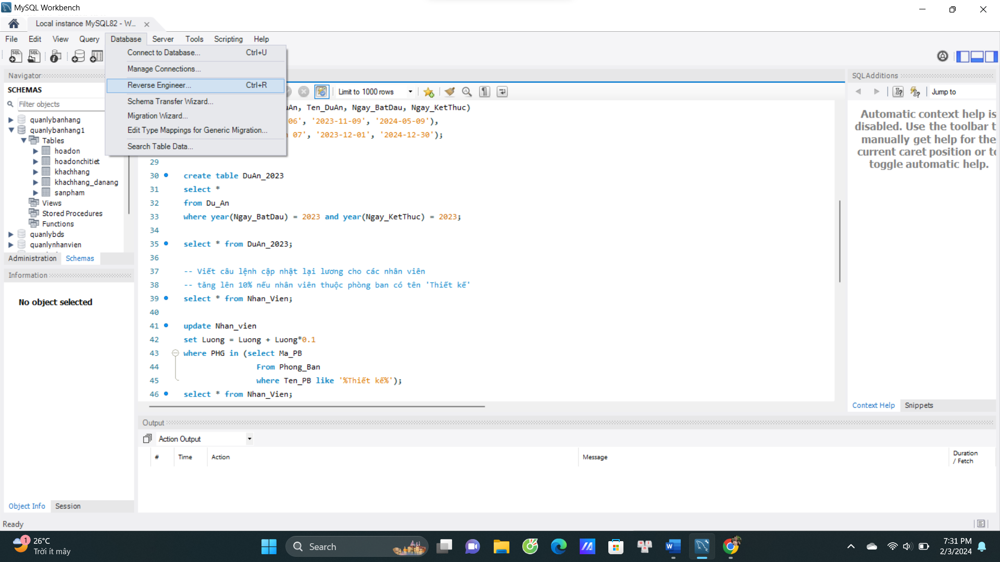 MySQL Workbench
Local instance MySQL82 - W...
File Edit View Query Database Server Tools Scripting Help
Connect to Database... Ctrl+U
Manage Connections...
Reverse Engineer... Ctrl+R
Schema Transfer Wizard...
Migration Wizard...
Edit Type Mappings for Generic Migration...
Search Table Data...
Navigator
SCHEMAS
Filter objects
quanlybanhang
quanlybanhang1
Tables
hoadon
hoadonchitiet
khachhang
khachhang_danang
sanpham
Views
Stored Procedures
Functions
quanlybds
quanlynhanvien
Administration Schemas
Information
No object selected
Object Info Session
Limit to 1000 rows
Ten_DuAn, Ngay_BatDau, Ngay_KetThuc)
06', '2023-11-09', '2024-05-09'),
07', '2023-12-01', '2024-12-30');
29
30 create table DuAn_2023
31 select *
32 from Du_An
33 where year(Ngay_BatDau) = 2023 and year(Ngay_KetThuc) = 2023;
34
35 select * from DuAn_2023;
36
37 -- Viết câu lệnh cập nhật lại lương cho các nhân viên
38 -- tăng lên 10% nếu nhân viên thuộc phòng ban có tên 'Thiết kế'
39 select * from Nhan_Vien;
40
41 update Nhan_vien
42 set Luong = Luong + Luong*0.1
43 where PHG in (select Ma_PB
44 From Phong_Ban
45 where Ten_PB like '%Thiết kế%');
46 select * from Nhan_Vien;
SQLAdditions
Jump to
Automatic context help is
disabled. Use the toolbar t
manually get help for the
current caret position or to
toggle automatic help.
Context Help Snippets
Output
Action Output
# Time Action Message Duration / Fetch
Ready
1
26°C
Trời ít mây
Search
7:31 PM
2/3/2024